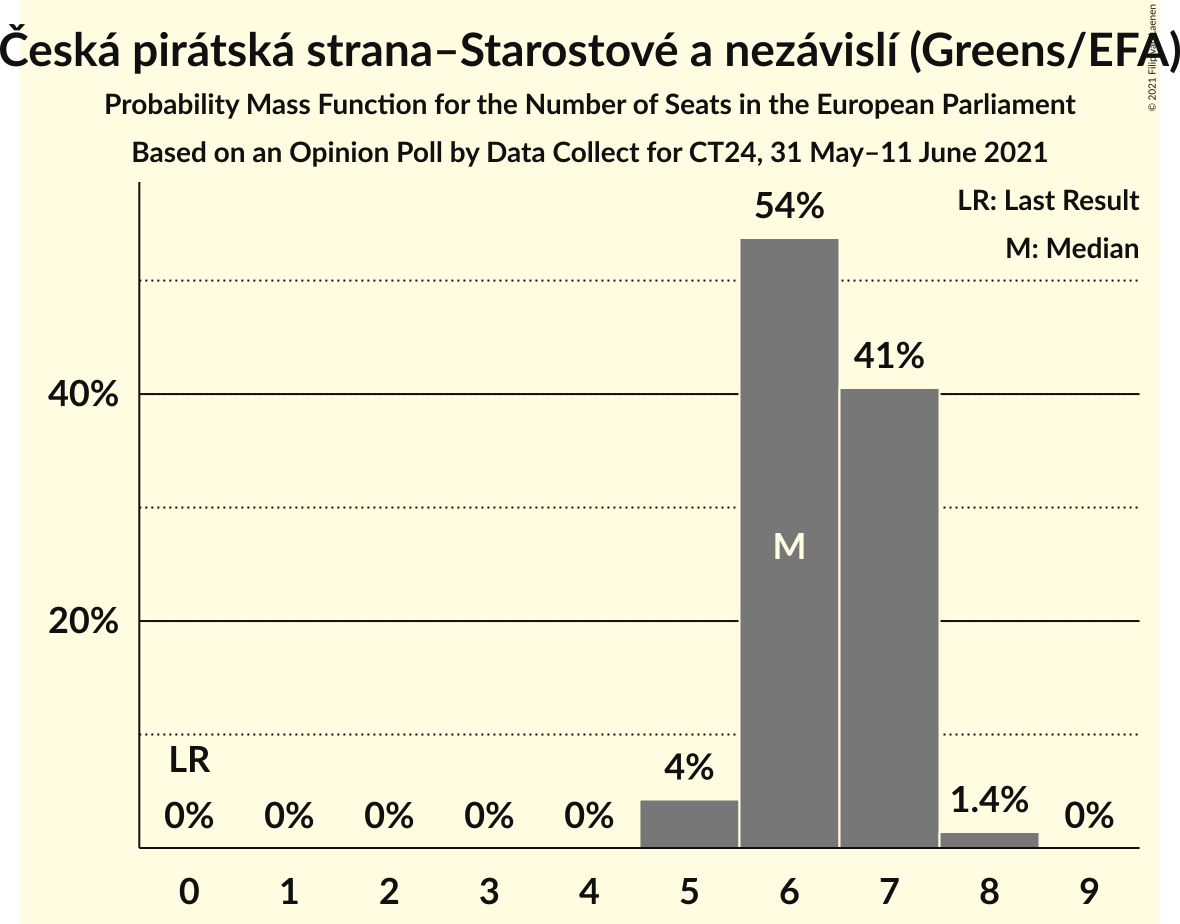 Česká pirátská strana–Starostové a nezávislí (Greens/EFA)
Probability Mass Function for the Number of Seats in the European Parliament
Based on an Opinion Poll by Data Collect for CT24, 31 May–11 June 2021
© 2021 Filip
LR: Last Result
M: Median
54%
41%
40%
M
20%
LR
4%
1.4%
0% 0% 0% 0% 0% 0%
0 1 2 3 4 5 6 7 8 9